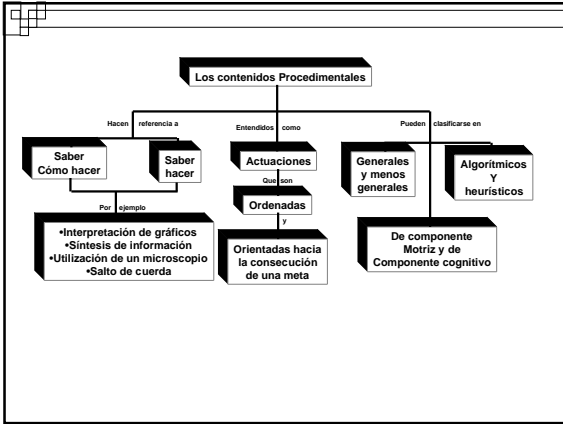 Los contenidos Procedimentales
Hacen referencia a
Saber
Cómo hacer
Saber
hacer
Por ejemplo
•Interpretación de gráficos
•Síntesis de información
•Utilización de un microscopio
•Salto de cuerda
Entendidos como
Actuaciones
Que son
Ordenadas
y
Orientadas hacia
la consecución
de una meta
Pueden clasificarse en
Generales
y menos
generales
Algorítmicos
Y
heurísticos
De componente
Motriz y de
Componente cognitivo